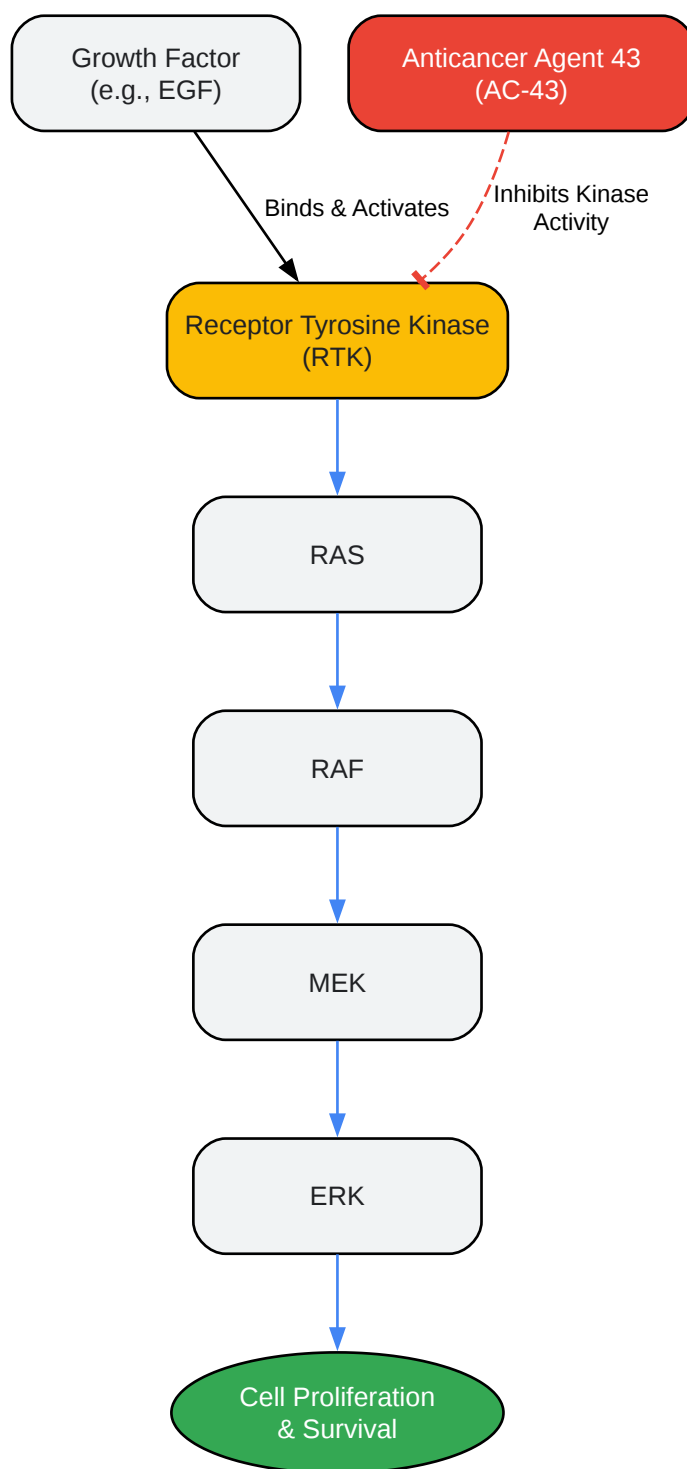 Growth Factor
(e.g., EGF)
Anticancer Agent 43
(AC-43)
Binds & Activates
Inhibits Kinase
Activity
Receptor Tyrosine Kinase
(RTK)
RAS
RAF
MEK
ERK
Cell Proliferation
& Survival